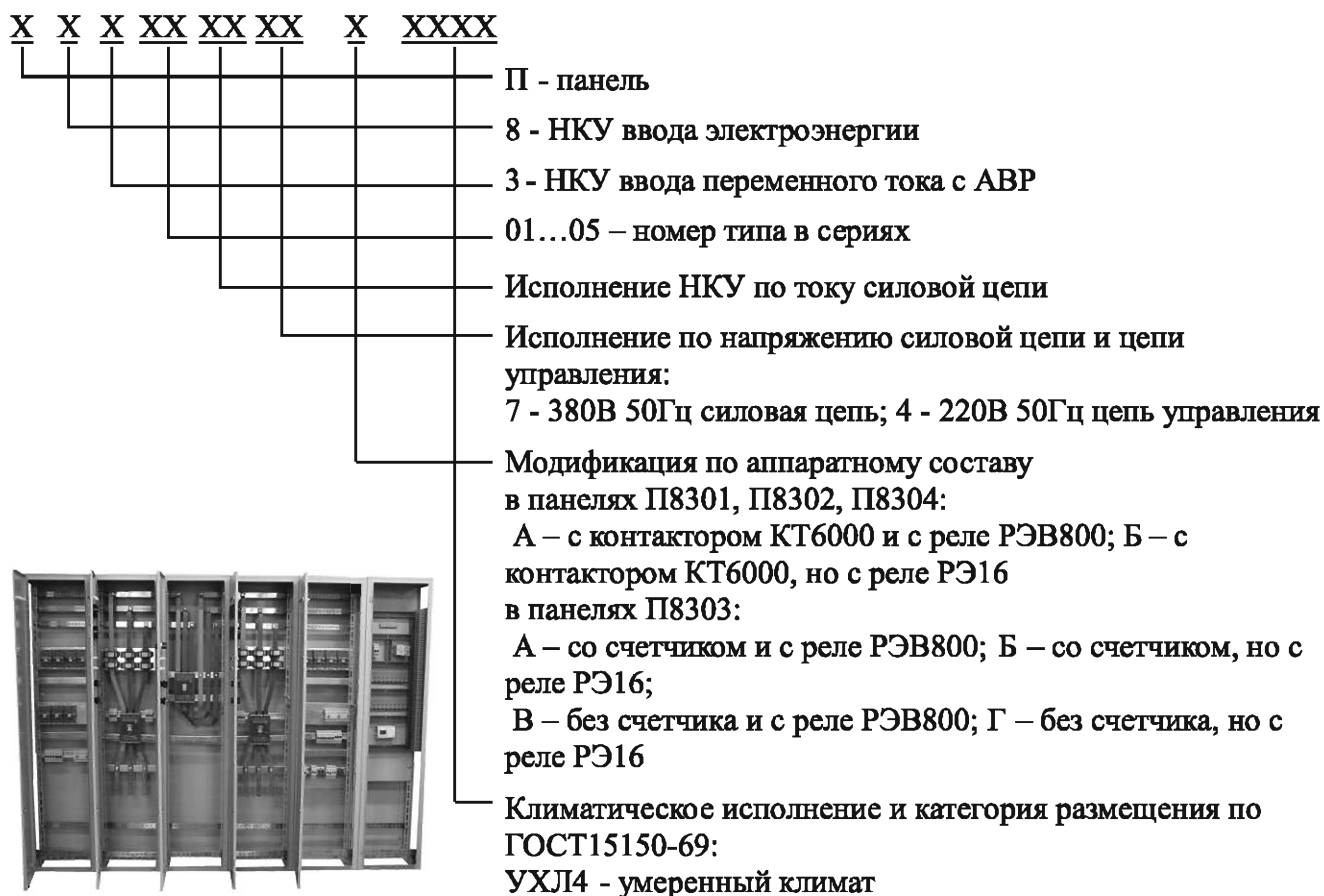 X X X XX XX XX X XXXX
П - панель
8 - НКУ ввода электроэнергии
3 - НКУ ввода переменного тока с АВР
01...05 – номер типа в сериях
Исполнение НКУ по току силовой цепи
Исполнение по напряжению силовой цепи и цепи
управления:
7 - 380В 50Гц силовая цепь; 4 - 220В 50Гц цепь управления
Модификация по аппаратному составу
в панелях П8301, П8302, П8304:
А – с контактором КТ6000 и с реле РЭВ800; Б – с
контактором КТ6000, но с реле РЭ16
в панелях П8303:
А – со счетчиком и с реле РЭВ800; Б – со счетчиком, но с
реле РЭ16;
В – без счетчика и с реле РЭВ800; Г – без счетчика, но с
реле РЭ16
Климатическое исполнение и категория размещения по
ГОСТ15150-69:
УХЛ4 - умеренный климат